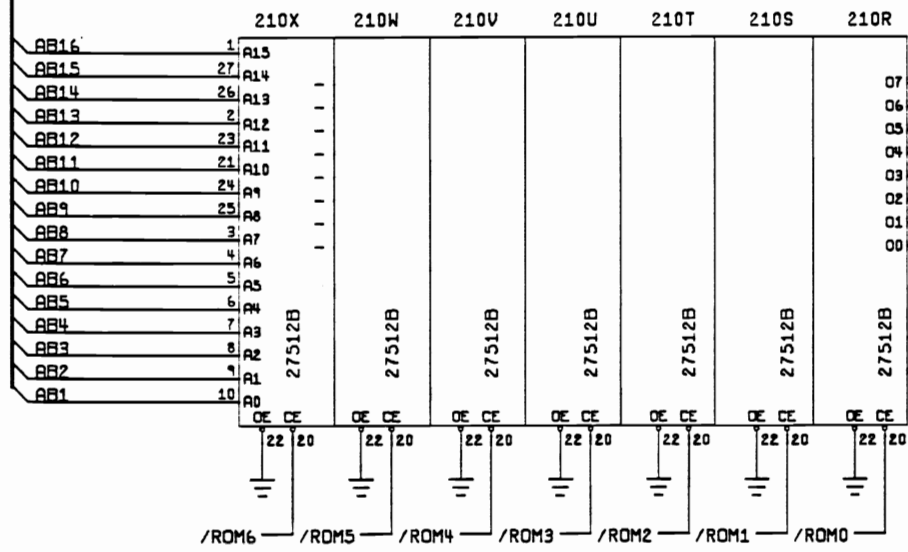 210X 210W 210V 210U 210T 210S 210R
AB16 1 A15
AB15 27 A14
AB14 26 A13
AB13 2 A12
AB12 23 A11
AB11 21 A10
AB10 24 A9
AB9 25 A8
AB8 3 A7
AB7 4 A6
AB6 5 A5
AB5 6 A4
AB4 7 A3
AB3 8 A2
AB2 9 A1
AB1 10 A0
O7
O6
O5
O4
O3
O2
O1
O0
27512B 27512B 27512B 27512B 27512B 27512B 27512B
OE CE OE CE OE CE OE CE OE CE OE CE OE CE
22 20 22 20 22 20 22 20 22 20 22 20 22 20
/ROM6 /ROM5 /ROM4 /ROM3 /ROM2 /ROM1 /ROM0